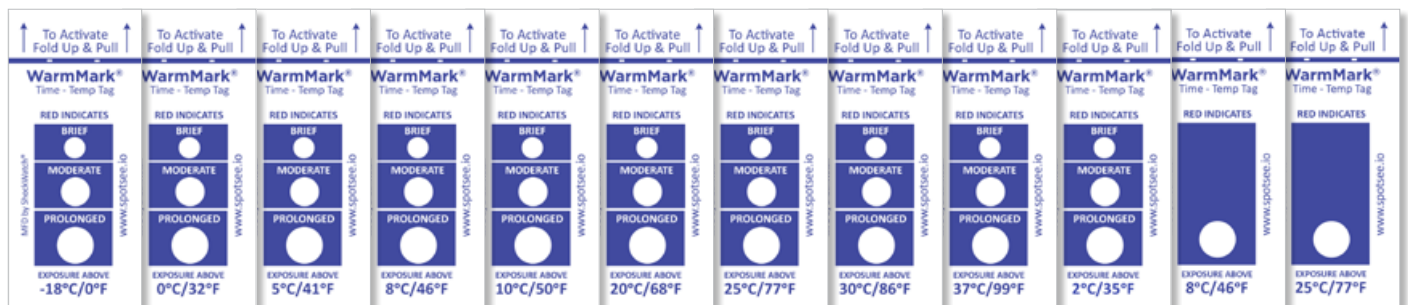 To Activate
Fold Up & Pull
WarmMark®
Time - Temp Tag
RED INDICATES
BRIEF
MODERATE
PROLONGED
MFD by ShockWatch®
www.spotsee.io
EXPOSURE ABOVE
-18°C/0°F
To Activate
Fold Up & Pull
WarmMark®
Time - Temp Tag
RED INDICATES
BRIEF
MODERATE
PROLONGED
www.spotsee.io
EXPOSURE ABOVE
0°C/32°F
To Activate
Fold Up & Pull
WarmMark®
Time - Temp Tag
RED INDICATES
BRIEF
MODERATE
PROLONGED
www.spotsee.io
EXPOSURE ABOVE
5°C/41°F
To Activate
Fold Up & Pull
WarmMark®
Time - Temp Tag
RED INDICATES
BRIEF
MODERATE
PROLONGED
www.spotsee.io
EXPOSURE ABOVE
8°C/46°F
To Activate
Fold Up & Pull
WarmMark®
Time - Temp Tag
RED INDICATES
BRIEF
MODERATE
PROLONGED
www.spotsee.io
EXPOSURE ABOVE
10°C/50°F
To Activate
Fold Up & Pull
WarmMark®
Time - Temp Tag
RED INDICATES
BRIEF
MODERATE
PROLONGED
www.spotsee.io
EXPOSURE ABOVE
20°C/68°F
To Activate
Fold Up & Pull
WarmMark®
Time - Temp Tag
RED INDICATES
BRIEF
MODERATE
PROLONGED
www.spotsee.io
EXPOSURE ABOVE
25°C/77°F
To Activate
Fold Up & Pull
WarmMark®
Time - Temp Tag
RED INDICATES
BRIEF
MODERATE
PROLONGED
www.spotsee.io
EXPOSURE ABOVE
30°C/86°F
To Activate
Fold Up & Pull
WarmMark®
Time - Temp Tag
RED INDICATES
BRIEF
MODERATE
PROLONGED
www.spotsee.io
EXPOSURE ABOVE
37°C/99°F
To Activate
Fold Up & Pull
WarmMark®
Time - Temp Tag
RED INDICATES
BRIEF
MODERATE
PROLONGED
www.spotsee.io
EXPOSURE ABOVE
2°C/35°F
To Activate
Fold Up & Pull
WarmMark®
Time - Temp Tag
RED INDICATES
www.spotsee.io
EXPOSURE ABOVE
8°C/46°F
To Activate
Fold Up & Pull
WarmMark®
Time - Temp Tag
RED INDICATES
www.spotsee.io
EXPOSURE ABOVE
25°C/77°F